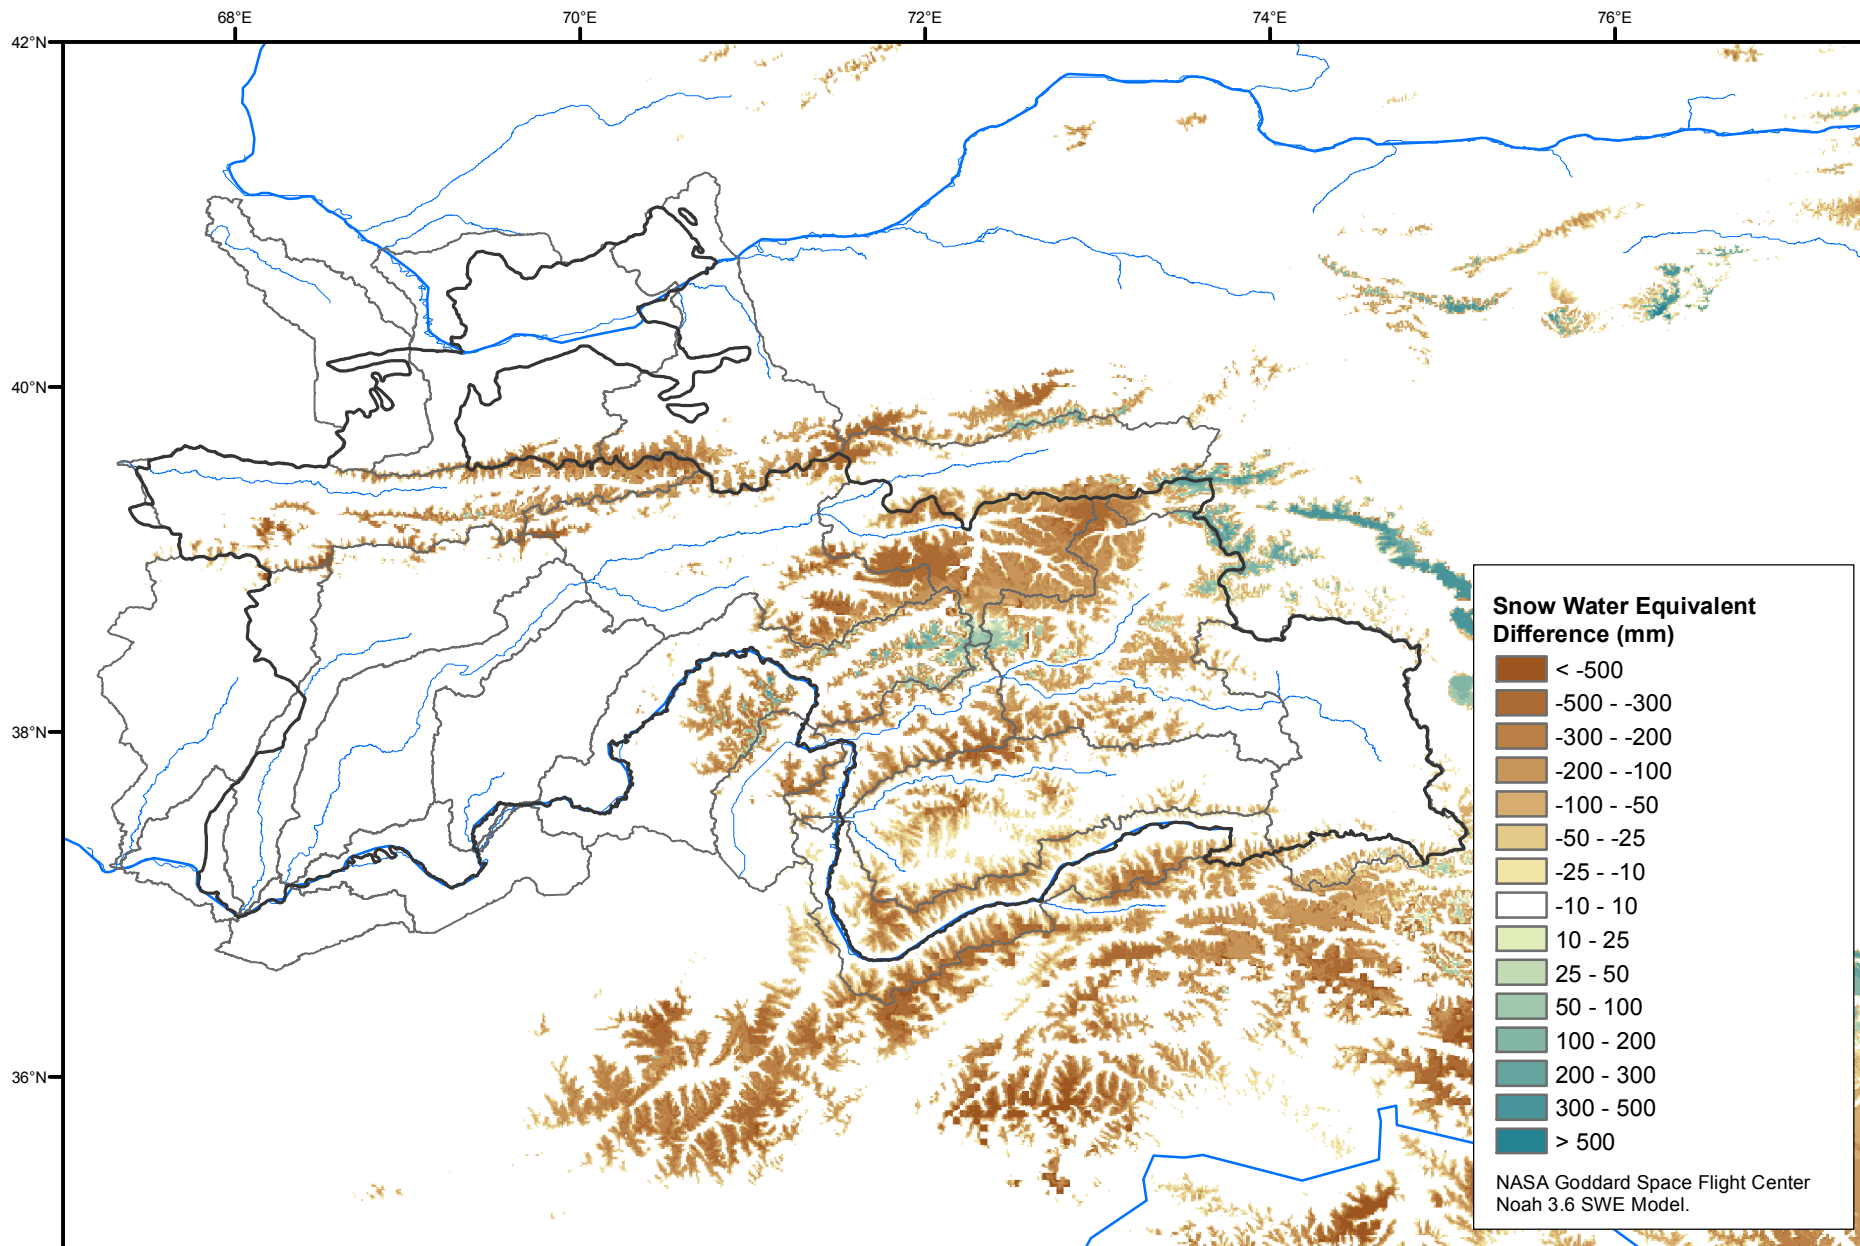 68°E
70°E
72°E
74°E
76°E
42°N
40°N
38°N
36°N
Snow Water Equivalent
Difference (mm)
< -500
-500 - -300
-300 - -200
-200 - -100
-100 - -50
-50 - -25
-25 - -10
-10 - 10
10 - 25
25 - 50
50 - 100
100 - 200
200 - 300
300 - 500
> 500
NASA Goddard Space Flight Center
Noah 3.6 SWE Model.